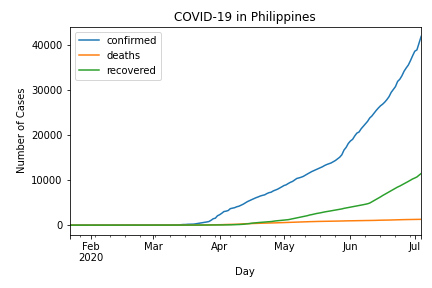 COVID-19 in Philippines
confirmed
deaths
recovered
Number of Cases
40000
30000
20000
10000
0
Feb
2020
Mar
Apr
May
Jun
Jul
Day